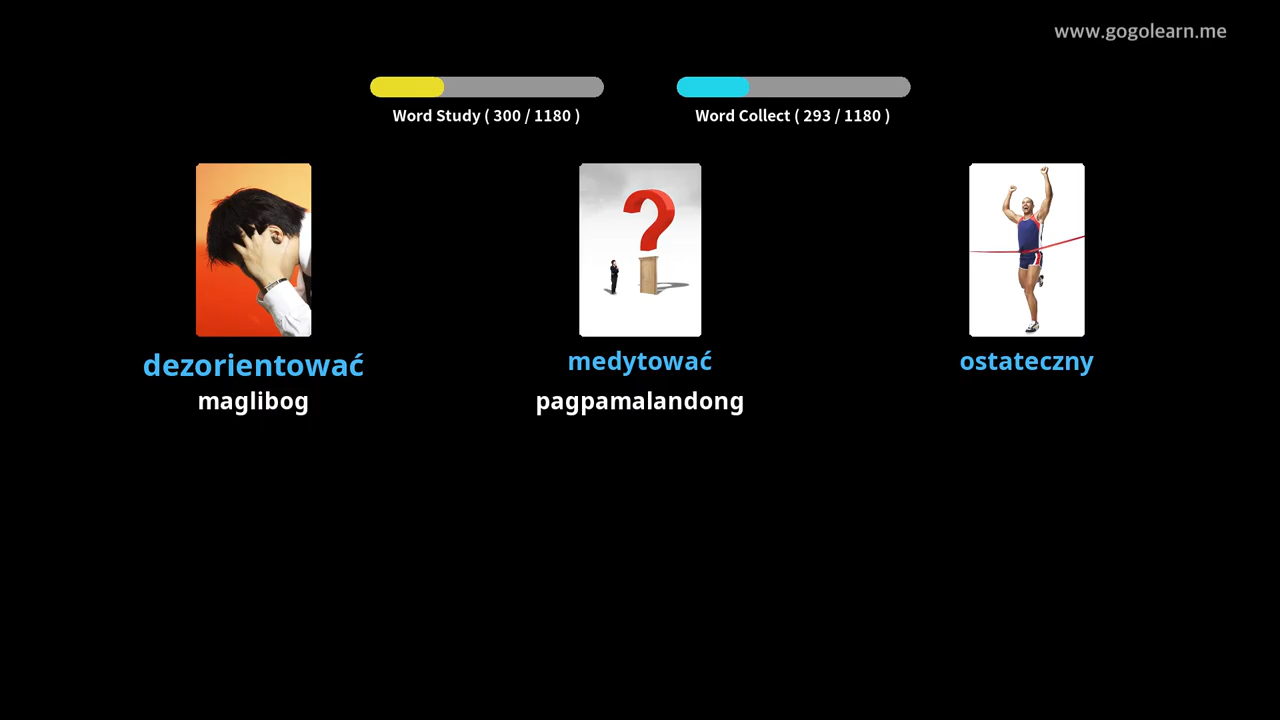 www.gogolearn.me
Word Study ( 300 / 1180 )
Word Collect ( 293 / 1180 )
dezorientować
maglibog
medytować
pagpamalandong
ostateczny